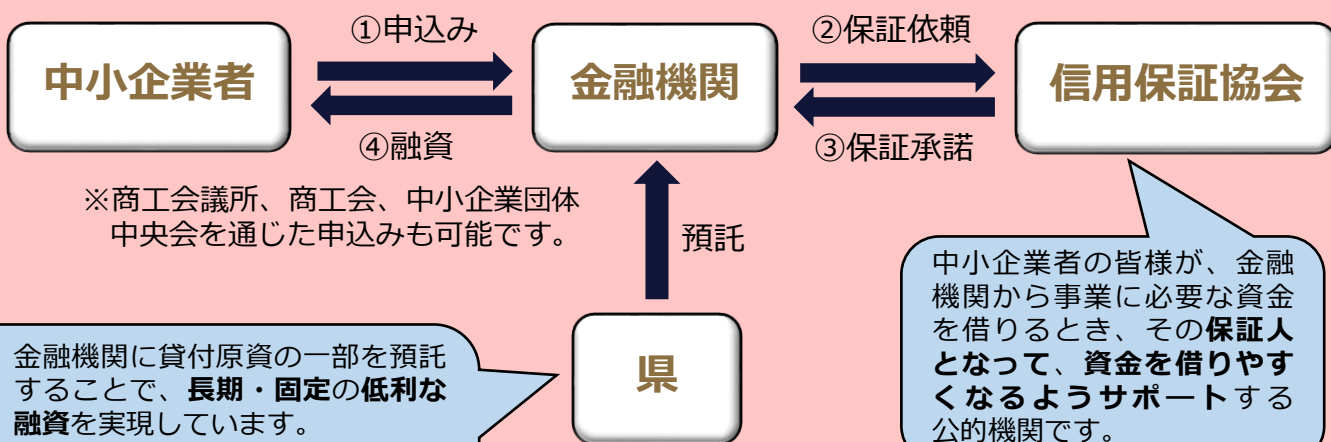 ①申込み
②保証依頼
中小企業者
金融機関
信用保証協会
④融資
③保証承諾
※商工会議所、商工会、中小企業団体
中央会を通じた申込みも可能です。
預託
中小企業者の皆様が、金融
機関から事業に必要な資金
を借りるとき、その保証人
となって、資金を借りやす
くなるようサポートする
公的機関です。
金融機関に貸付原資の一部を預託
することで、長期・固定の低利な
融資を実現しています。
県